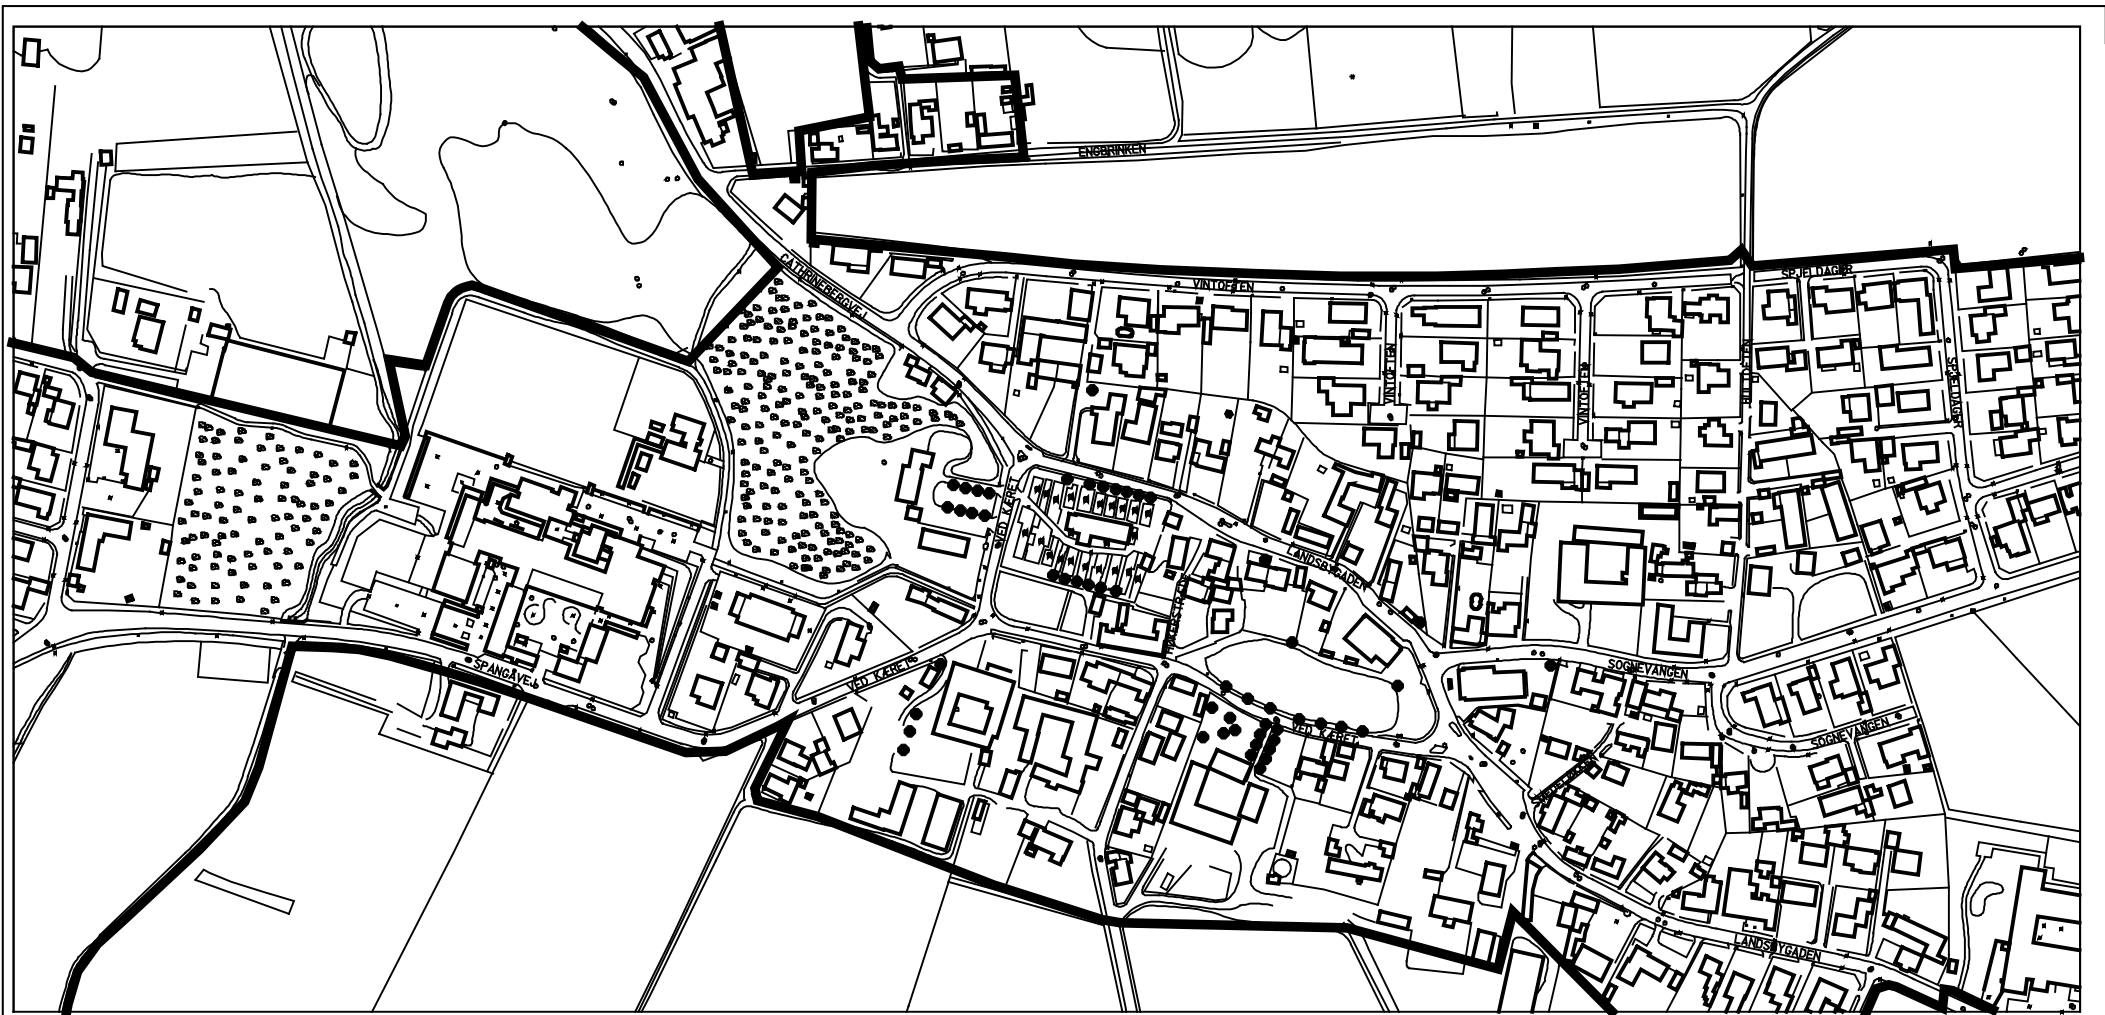 ENGBRINKEN
CATHRINEBERGVEJ
VINTOFTEN
SPJELDAGER
VINTOFTEN
VINTOFTEN
SPJELDAGER
VED KÆRET
LANDSBYGADEN
SPANGÅVEJ
VED KÆRET
SOGNEVANGEN
VED KÆRET
SOGNEVANGEN
LANDSBYGADEN